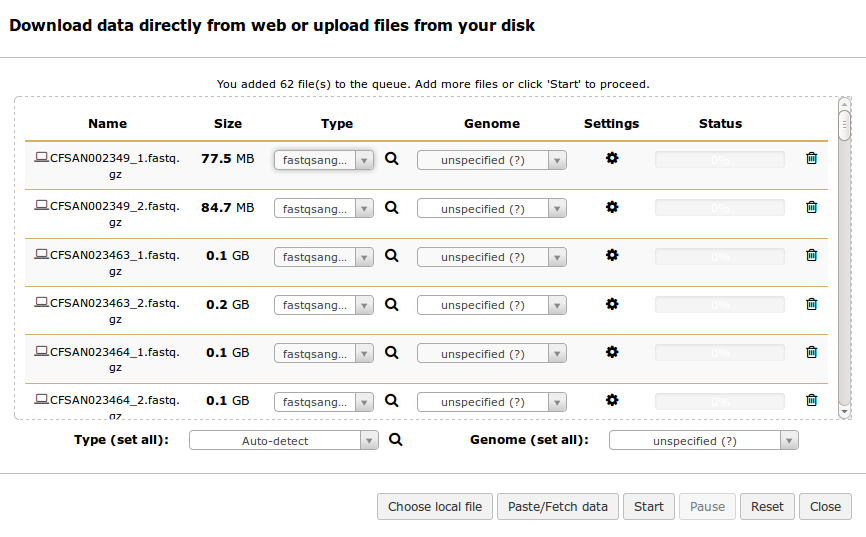 Download data directly from web or upload files from your disk
You added 62 file(s) to the queue. Add more files or click 'Start' to proceed.
Name Size Type Genome Settings Status
CFSAN002349_1.fastq.gz 77.5 MB fastqsang... unspecified (?) 0%
CFSAN002349_2.fastq.gz 84.7 MB fastqsang... unspecified (?) 0%
CFSAN023463_1.fastq.gz 0.1 GB fastqsang... unspecified (?) 0%
CFSAN023463_2.fastq.gz 0.2 GB fastqsang... unspecified (?) 0%
CFSAN023464_1.fastq.gz 0.1 GB fastqsang... unspecified (?) 0%
CFSAN023464_2.fastq.gz 0.1 GB fastqsang... unspecified (?) 0%
Type (set all): Auto-detect Genome (set all): unspecified (?)
Choose local file Paste/Fetch data Start Pause Reset Close